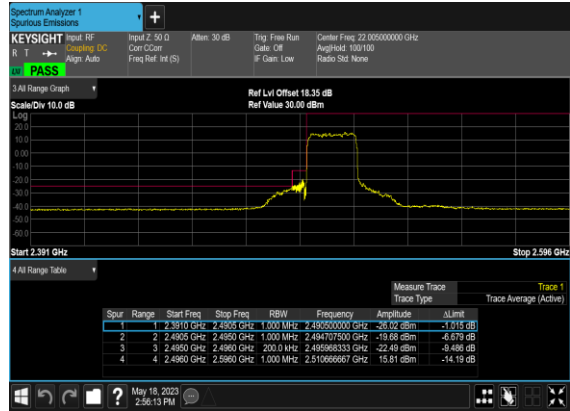 Spectrum Analyzer 1
Spurious Emissions
+
KEYSIGHT Input: RF Input Z: 50 Ω Atten: 30 dB Trig: Free Run Center Freq: 22.005000000 GHz
R T Coupling: DC Corr CCorr Gate: Off Avg|Hold: 100/100
Align: Auto Freq Ref: Int (S) IF Gain: Low Radio Std: None
PASS
3 All Range Graph Ref Lvl Offset 18.35 dB
Scale/Div 10.0 dB Ref Value 30.00 dBm
Log
20.0
10.0
0.00
-10.0
-20.0
-30.0
-40.0
-50.0
-60.0
Start 2.391 GHz Stop 2.596 GHz
4 All Range Table
Measure Trace Trace 1
Trace Type Trace Average (Active)
Spur Range Start Freq Stop Freq RBW Frequency Amplitude ΔLimit
1 1 2.3910 GHz 2.4905 GHz 1.000 MHz 2.490500000 GHz -26.02 dBm -1.015 dB
2 2 2.4905 GHz 2.4950 GHz 1.000 MHz 2.494707500 GHz -19.68 dBm -6.679 dB
3 3 2.4950 GHz 2.4960 GHz 200.0 kHz 2.495968333 GHz -22.49 dBm -9.486 dB
4 4 2.4960 GHz 2.5960 GHz 1.000 MHz 2.510666667 GHz 15.81 dBm -14.19 dB
? May 18, 2023
2:56:13 PM